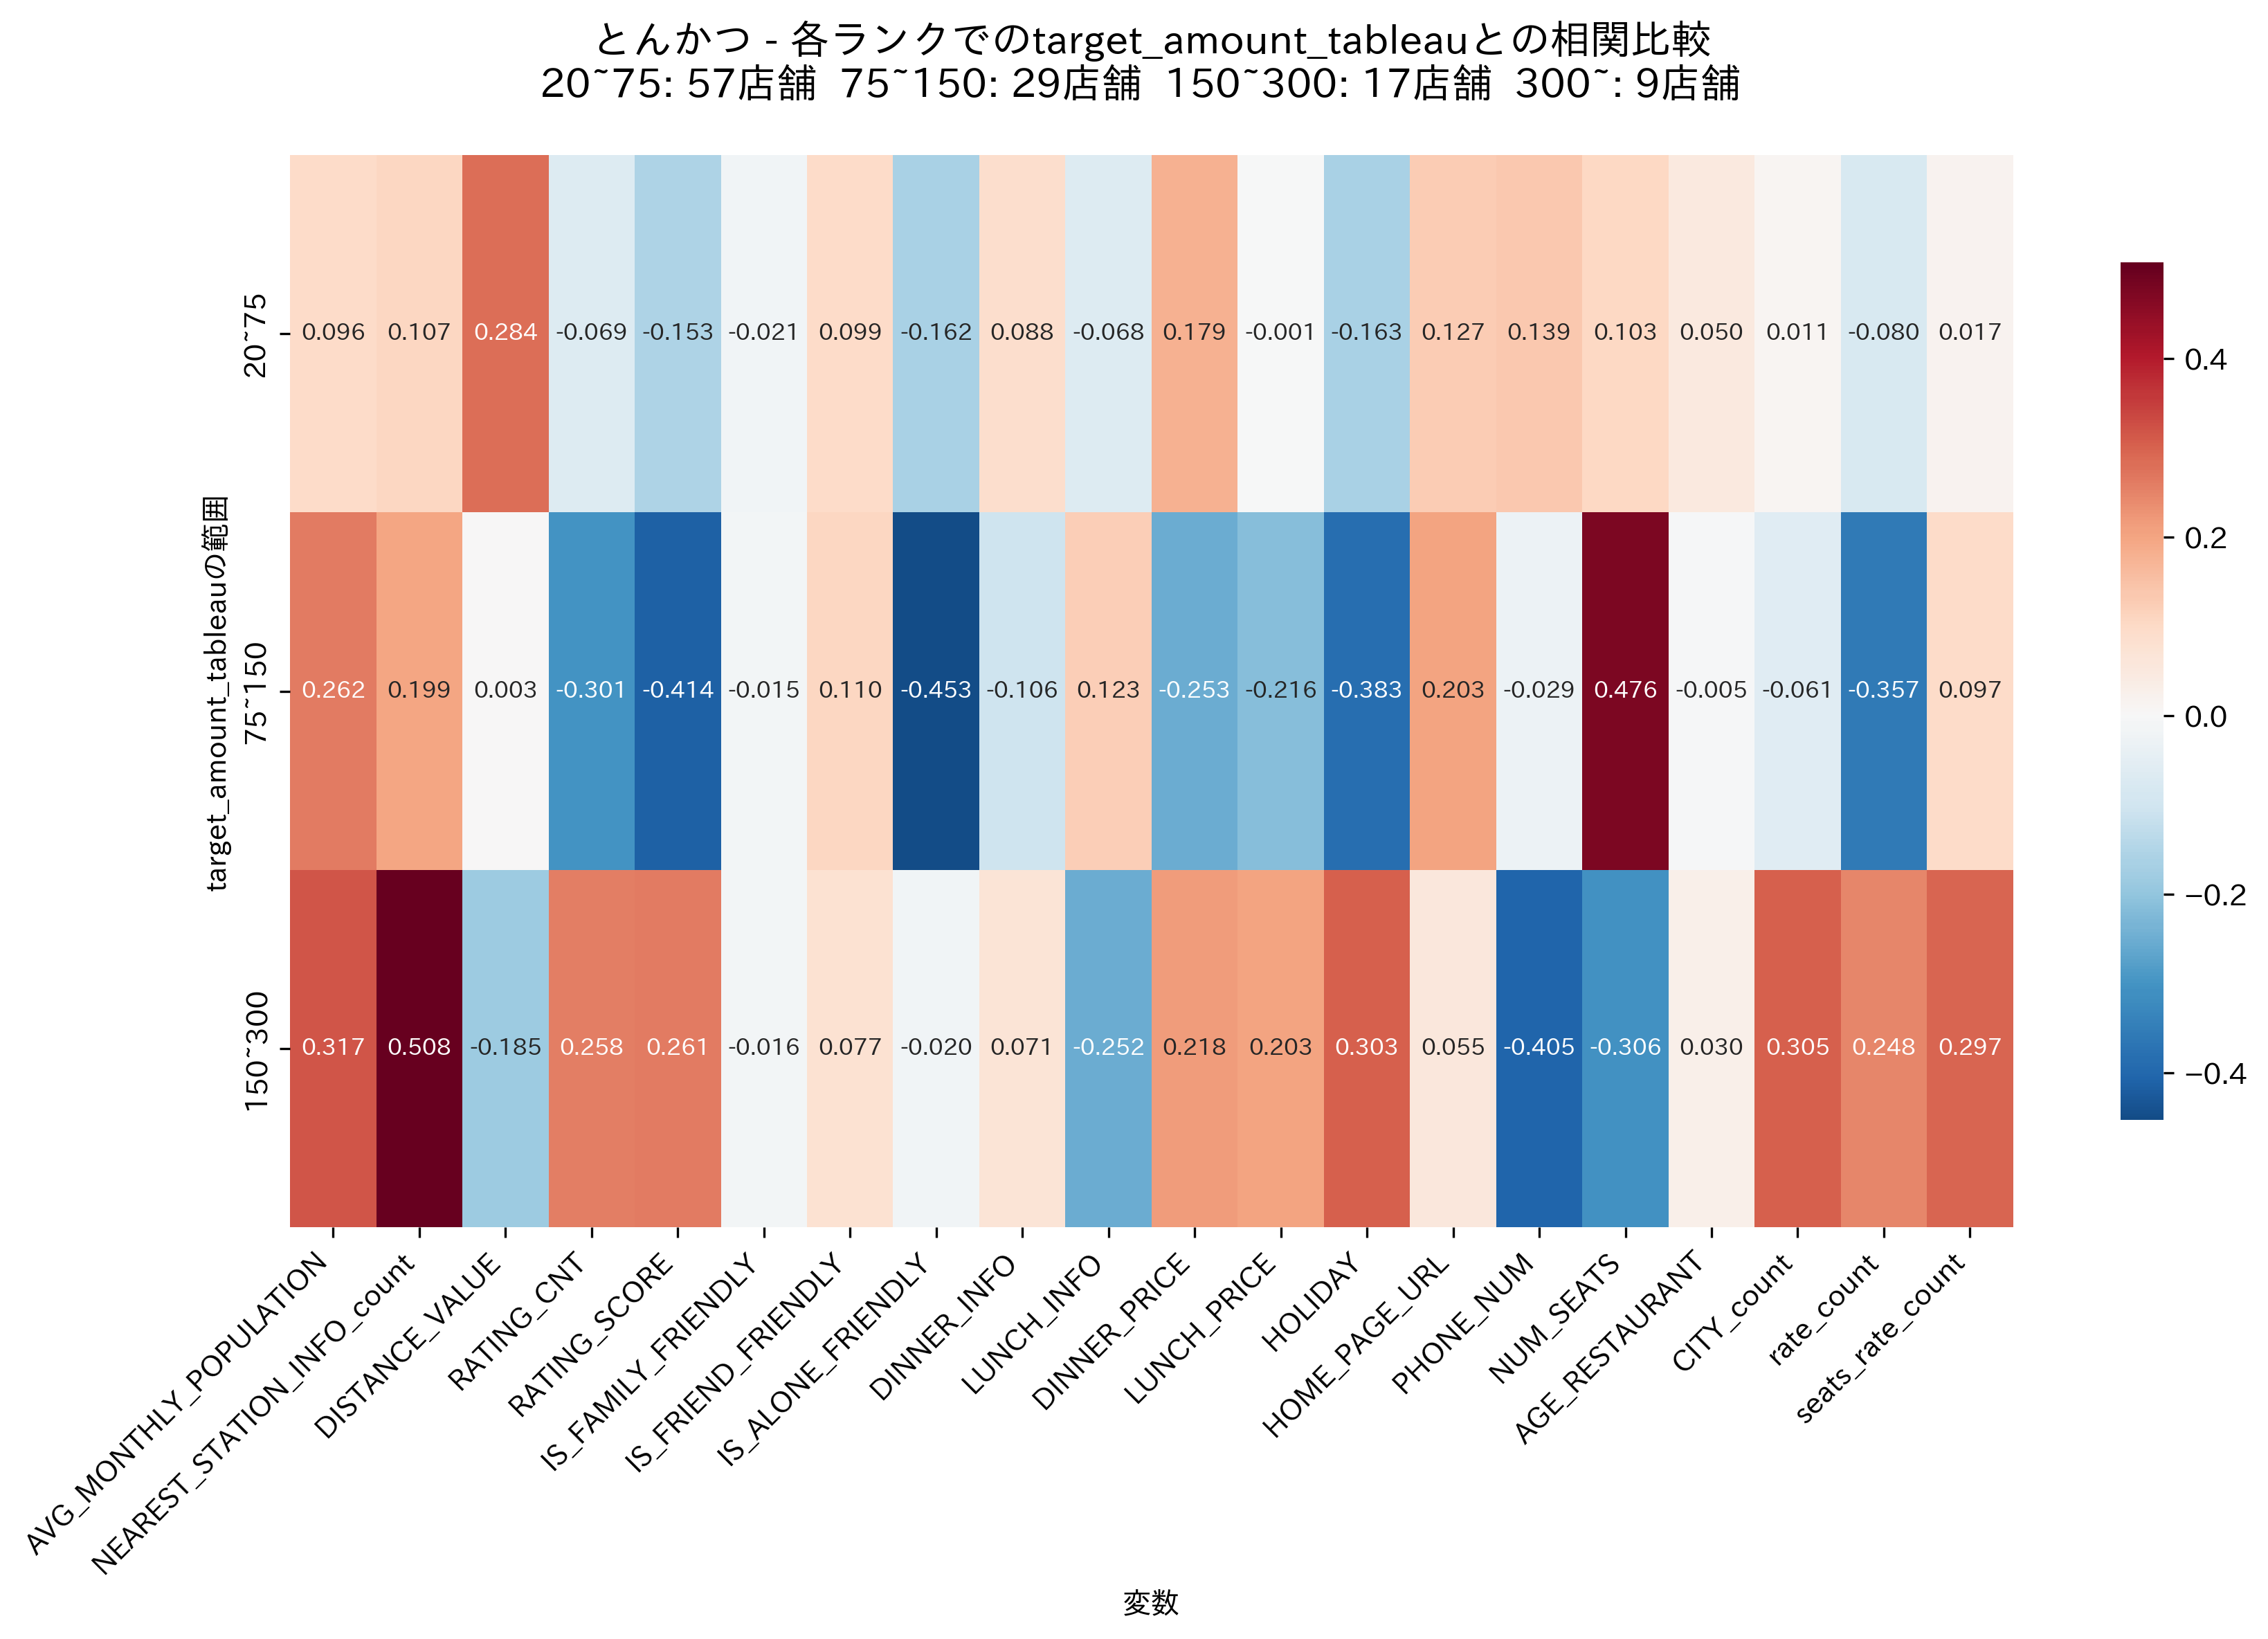 とんかつ - 各ランクでのtarget_amount_tableauとの相関比較
20~75: 57店舗  75~150: 29店舗  150~300: 17店舗  300~: 9店舗
target_amount_tableauの範囲
20~75
0.096 0.107 0.284 -0.069 -0.153 -0.021 0.099 -0.162 0.088 -0.068 0.179 -0.001 -0.163 0.127 0.139 0.103 0.050 0.011 -0.080 0.017
75~150
0.262 0.199 0.003 -0.301 -0.414 -0.015 0.110 -0.453 -0.106 0.123 -0.253 -0.216 -0.383 0.203 -0.029 0.476 -0.005 -0.061 -0.357 0.097
150~300
0.317 0.508 -0.185 0.258 0.261 -0.016 0.077 -0.020 0.071 -0.252 0.218 0.203 0.303 0.055 -0.405 -0.306 0.030 0.305 0.248 0.297
AVG_MONTHLY_POPULATION
NEAREST_STATION_INFO_count
DISTANCE_VALUE
RATING_CNT
RATING_SCORE
IS_FAMILY_FRIENDLY
IS_FRIEND_FRIENDLY
IS_ALONE_FRIENDLY
DINNER_INFO
LUNCH_INFO
DINNER_PRICE
LUNCH_PRICE
HOLIDAY
HOME_PAGE_URL
PHONE_NUM
NUM_SEATS
AGE_RESTAURANT
CITY_count
rate_count
seats_rate_count
変数
0.4
0.2
0.0
−0.2
−0.4